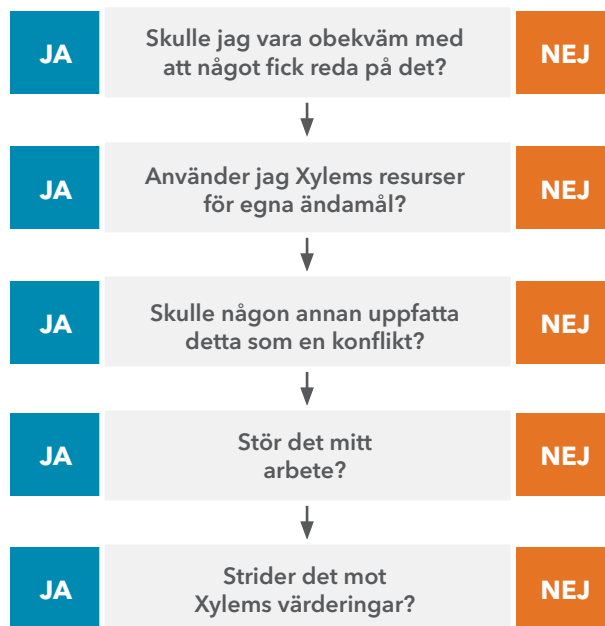 JA
Skulle jag vara obekväm med
att något fick reda på det?
NEJ
JA
Använder jag Xylems resurser
för egna ändamål?
NEJ
JA
Skulle någon annan uppfatta
detta som en konflikt?
NEJ
JA
Stör det mitt
arbete?
NEJ
JA
Strider det mot
Xylems värderingar?
NEJ